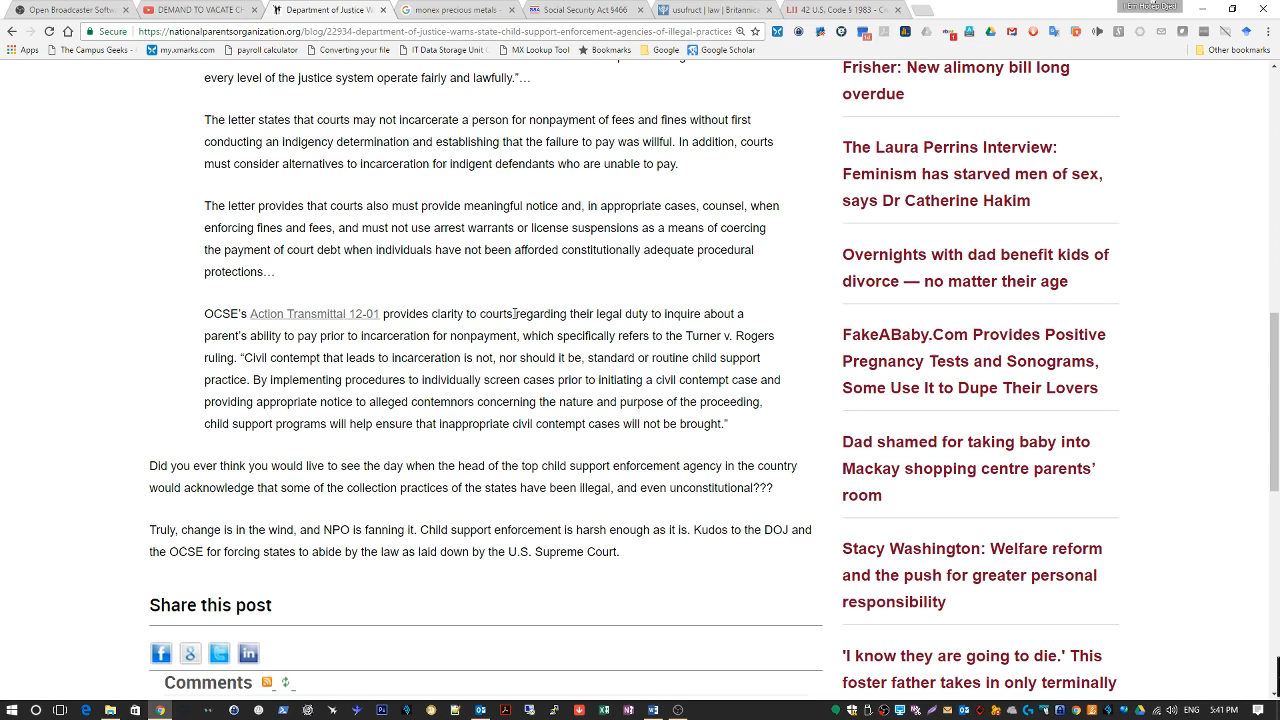 Open Broadcaster Softw
DEMAND TO VACATE CH
Department of Justice Wa
monex precious metals
Social Security Act §466
usufruct | law | Britannica
42 U.S. Code § 1983 - Civ
Secure
https://nationalparentsorganization.org/blog/22934-department-of-justice-warns-state-child-support-enforcement-agencies-of-illegal-practices
Apps
The Campus Geeks
myvmarks.com
payroll calculator
Converting your file
IT Data Storage Unit
MX Lookup Tool
Bookmarks
Google
Google Scholar
Other bookmarks
every level of the justice system operate fairly and lawfully.”…
The letter states that courts may not incarcerate a person for nonpayment of fees and fines without first
conducting an indigency determination and establishing that the failure to pay was willful. In addition, courts
must consider alternatives to incarceration for indigent defendants who are unable to pay.
The letter provides that courts also must provide meaningful notice and, in appropriate cases, counsel, when
enforcing fines and fees, and must not use arrest warrants or license suspensions as a means of coercing
the payment of court debt when individuals have not been afforded constitutionally adequate procedural
protections…
OCSE’s Action Transmittal 12-01 provides clarity to courts regarding their legal duty to inquire about a
parent’s ability to pay prior to incarceration for nonpayment, which specifically refers to the Turner v. Rogers
ruling. “Civil contempt that leads to incarceration is not, nor should it be, standard or routine child support
practice. By implementing procedures to individually screen cases prior to initiating a civil contempt case and
providing appropriate notice to alleged contemnors concerning the nature and purpose of the proceeding,
child support programs will help ensure that inappropriate civil contempt cases will not be brought.”
Did you ever think you would live to see the day when the head of the top child support enforcement agency in the country
would acknowledge that some of the collection practices of the states have been illegal, and even unconstitutional???
Truly, change is in the wind, and NPO is fanning it. Child support enforcement is harsh enough as it is. Kudos to the DOJ and
the OCSE for forcing states to abide by the law as laid down by the U.S. Supreme Court.
Share this post
Comments
Frisher: New alimony bill long
overdue
The Laura Perrins Interview:
Feminism has starved men of sex,
says Dr Catherine Hakim
Overnights with dad benefit kids of
divorce — no matter their age
FakeABaby.Com Provides Positive
Pregnancy Tests and Sonograms,
Some Use It to Dupe Their Lovers
Dad shamed for taking baby into
Mackay shopping centre parents’
room
Stacy Washington: Welfare reform
and the push for greater personal
responsibility
'I know they are going to die.' This
foster father takes in only terminally
5:41 PM